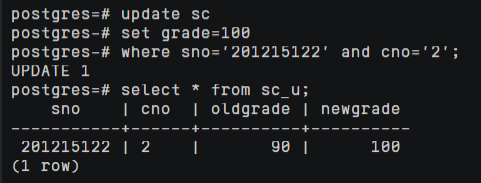 postgres=# update sc
postgres-# set grade=100
postgres-# where sno='201215122' and cno='2';
UPDATE 1
postgres=# select * from sc_u;
    sno    | cno  | oldgrade | newgrade
-----------+------+----------+----------
 201215122 | 2    |       90 |      100
(1 row)